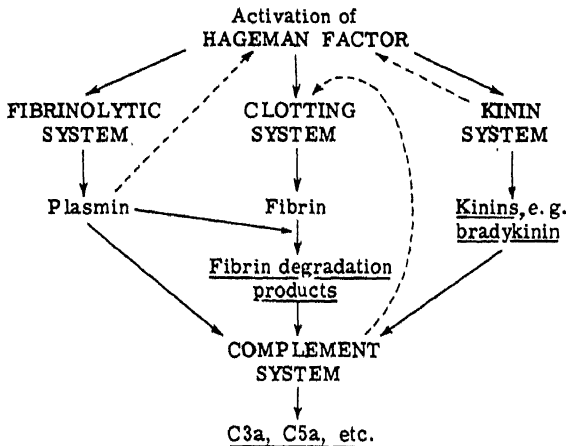 Activation of
HAGEMAN FACTOR
FIBRINOLYTIC
SYSTEM
CLOTTING
SYSTEM
KININ
SYSTEM
Plasmin
Fibrin
Kinins, e.g.
bradykinin
Fibrin degradation
products
COMPLEMENT
SYSTEM
C3a, C5a, etc.